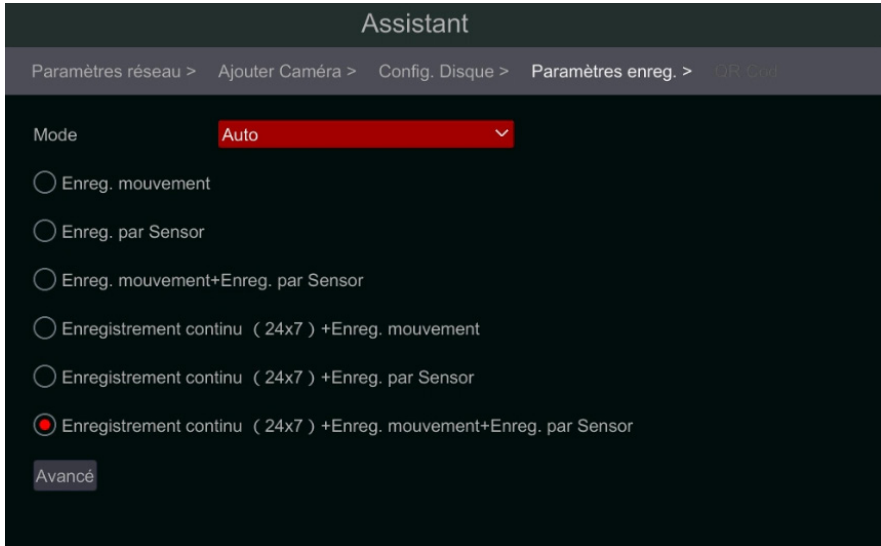 Assistant
Paramètres réseau > Ajouter Caméra > Config. Disque > Paramètres enreg. > QR Cod
Mode Auto
Enreg. mouvement
Enreg. par Sensor
Enreg. mouvement+Enreg. par Sensor
Enregistrement continu （24x7）+Enreg. mouvement
Enregistrement continu （24x7）+Enreg. par Sensor
Enregistrement continu （24x7）+Enreg. mouvement+Enreg. par Sensor
Avancé